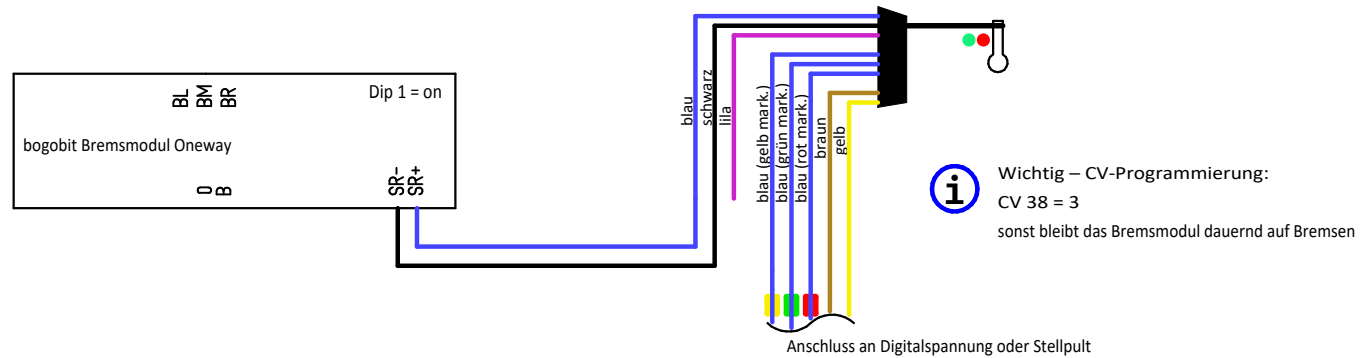 BL
BM
BR
Dip 1 = on
bogobit Bremsmodul Oneway
O
B
SR−
SR+
blau
schwarz
lila
blau (gelb mark.)
blau (grün mark.)
blau (rot mark.)
braun
gelb
i
Wichtig – CV-Programmierung:
CV 38 = 3
sonst bleibt das Bremsmodul dauernd auf Bremsen
Anschluss an Digitalspannung oder Stellpult